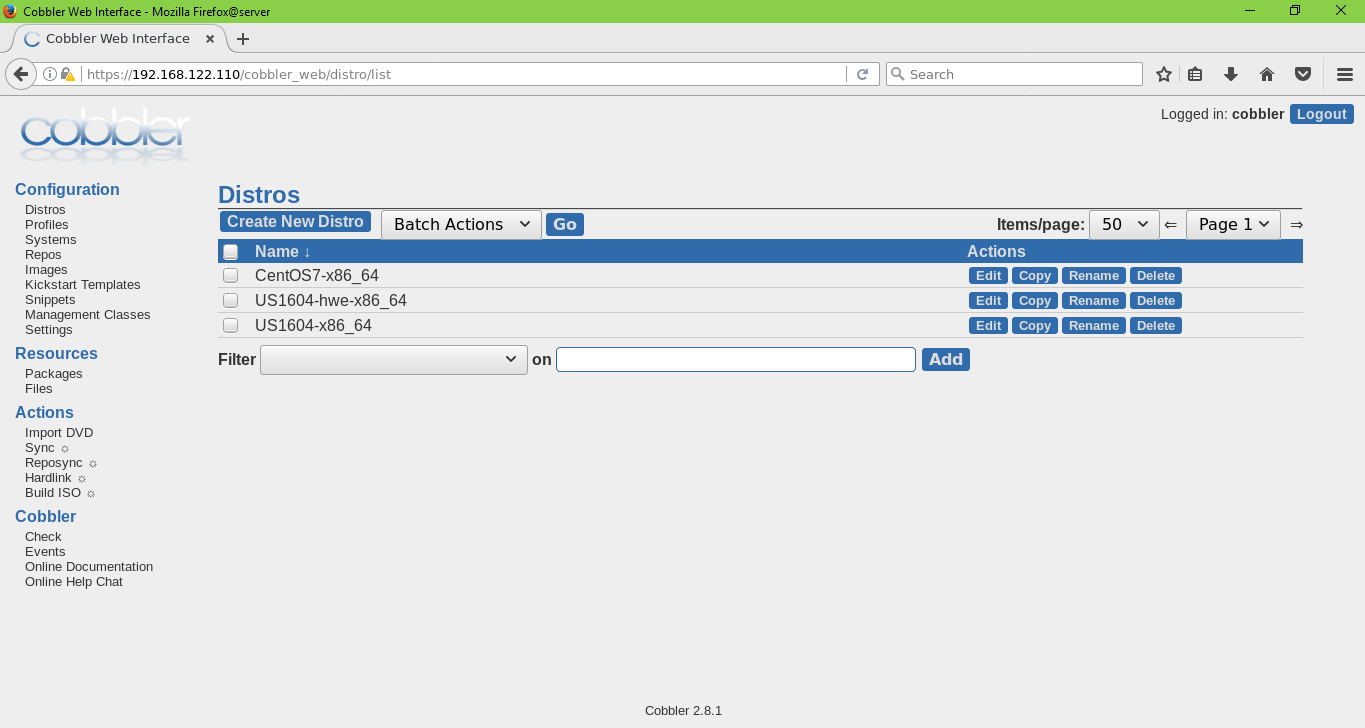 Cobbler Web Interface - Mozilla Firefox@server
Cobbler Web Interface
https://192.168.122.110/cobbler_web/distro/list
Search
cobbler
Logged in: cobbler Logout
Configuration
Distros
Profiles
Systems
Repos
Images
Kickstart Templates
Snippets
Management Classes
Settings
Resources
Packages
Files
Actions
Import DVD
Sync ☼
Reposync ☼
Hardlink ☼
Build ISO ☼
Cobbler
Check
Events
Online Documentation
Online Help Chat
Distros
Create New Distro Batch Actions Go Items/page: 50 ⇐ Page 1 ⇒
Name ↓ Actions
CentOS7-x86_64 Edit Copy Rename Delete
US1604-hwe-x86_64 Edit Copy Rename Delete
US1604-x86_64 Edit Copy Rename Delete
Filter on Add
Cobbler 2.8.1